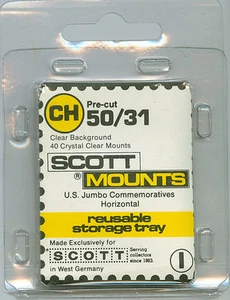 CH Pre-cut
50/31
Clear Background
40 Crystal Clear Mounts
SCOTT
® MOUNTS
U.S. Jumbo Commemoratives
Horizontal
reusable
storage tray
Made Exclusively for
SCOTT Serving
collectors
since 1863
in West Germany